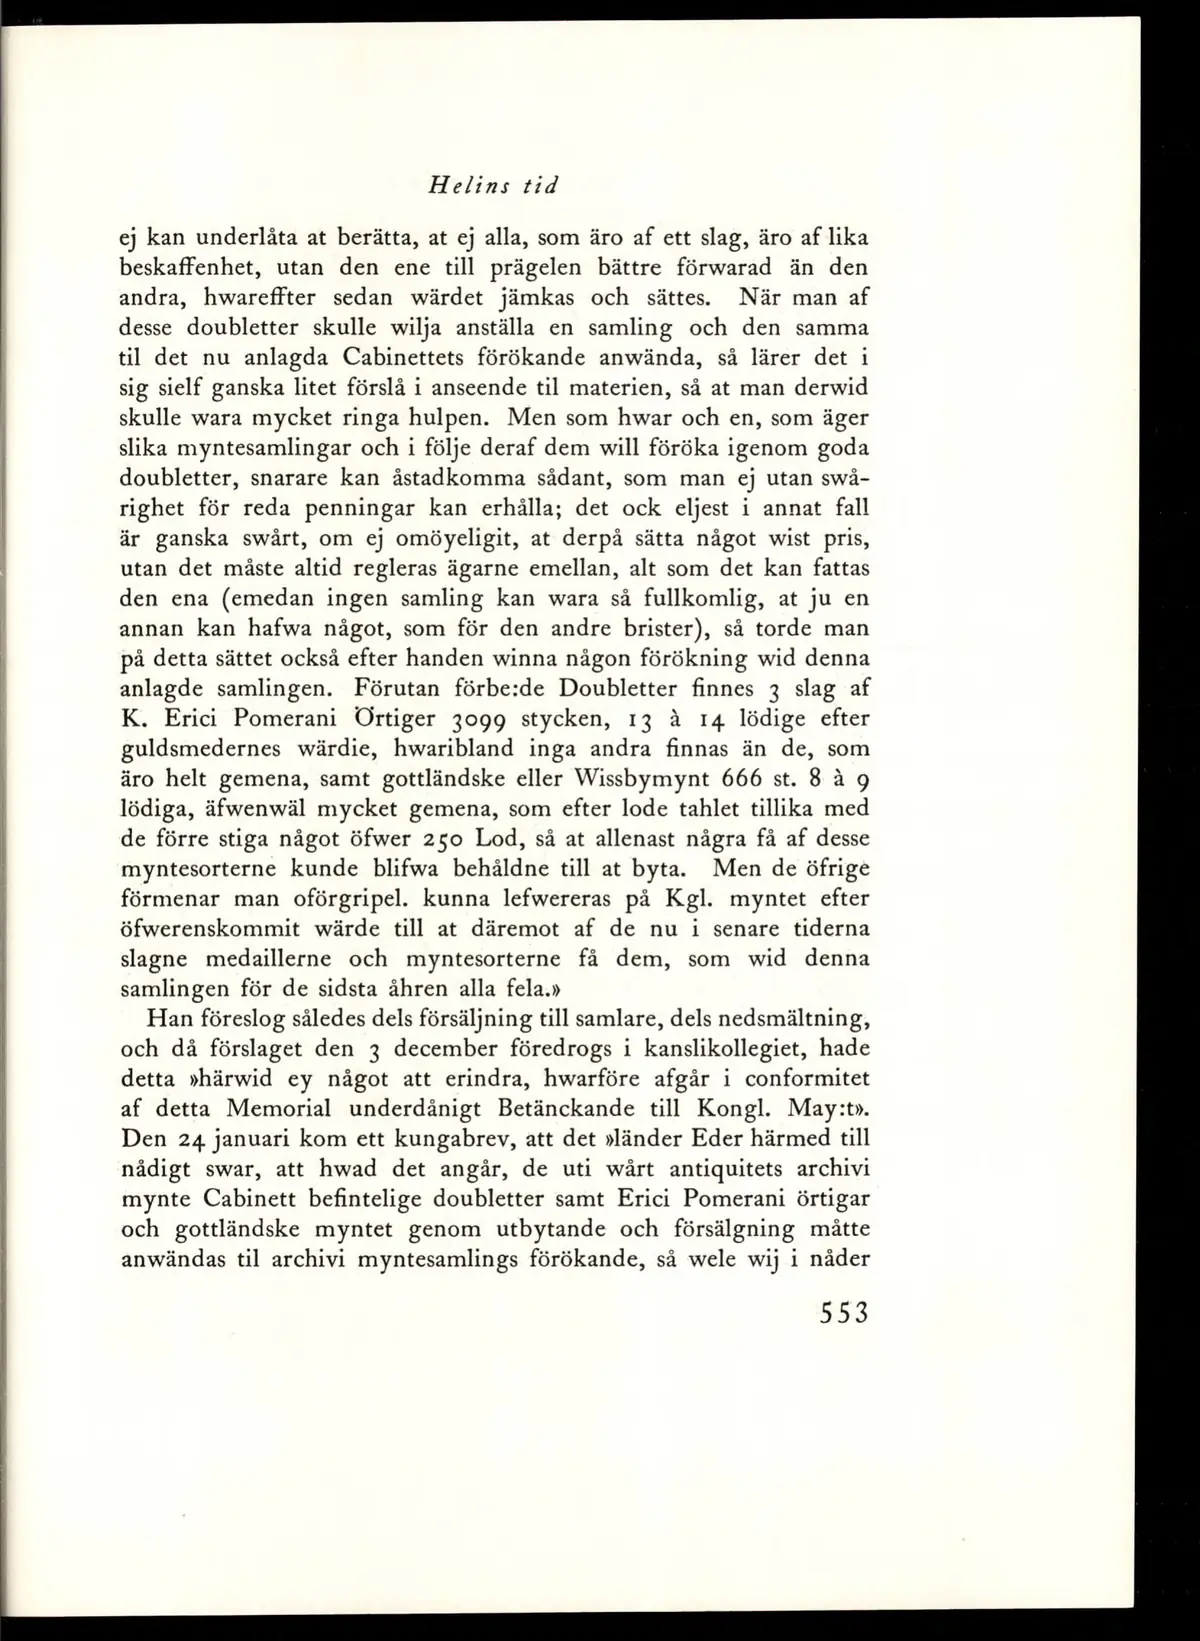 Helins tid
ej kan underlåta at berätta, at ej alla, som äro af ett slag, äro af lika
beskaffenhet, utan den ene till prägelen bättre förwarad än den
andra, hwareffter sedan wärdet jämkas och sättes. När man af
desse doubletter skulle wilja anställa en samling och den samma
til det nu anlagda Cabinettets förökande anwända, så lärer det i
sig sielf ganska litet förslå i anseende til materien, så at man derwid
skulle wara mycket ringa hulpen. Men som hwar och en, som äger
slika myntesamlingar och i följe deraf dem will föröka igenom goda
doubletter, snarare kan åstadkomma sådant, som man ej utan swå-
righet för reda penningar kan erhålla; det ock eljest i annat fall
är ganska swårt, om ej omöyeligit, at derpå sätta något wist pris,
utan det måste altid regleras ägarne emellan, alt som det kan fattas
den ena (emedan ingen samling kan wara så fullkomlig, at ju en
annan kan hafwa något, som för den andre brister), så torde man
på detta sättet också efter handen winna någon förökning wid denna
anlagde samlingen. Förutan förbe:de Doubletter finnes 3 slag af
K. Erici Pomerani Örtiger 3099 stycken, 13 à 14 lödige efter
guldsmedernes wärdie, hwaribland inga andra finnas än de, som
äro helt gemena, samt gottländske eller Wissbymynt 666 st. 8 à 9
lödiga, äfwenwäl mycket gemena, som efter lode tahlet tillika med
de förre stiga något öfwer 250 Lod, så at allenast några få af desse
myntesorterne kunde blifwa behåldne till at byta. Men de öfrige
förmenar man oförgripel. kunna lefwereras på Kgl. myntet efter
öfwerenskommit wärde till at däremot af de nu i senare tiderna
slagne medaillerne och myntesorterne få dem, som wid denna
samlingen för de sidsta åhren alla fela.»
Han föreslog således dels försäljning till samlare, dels nedsmältning,
och då förslaget den 3 december föredrogs i kanslikollegiet, hade
detta »härwid ey något att erindra, hwarföre afgår i conformitet
af detta Memorial underdånigt Betänckande till Kongl. May:t».
Den 24 januari kom ett kungabrev, att det »länder Eder härmed till
nådigt swar, att hwad det angår, de uti wårt antiquitets archivi
mynte Cabinett befintelige doubletter samt Erici Pomerani örtigar
och gottländske myntet genom utbytande och försälgning måtte
anwändas til archivi myntesamlings förökande, så wele wij i nåder
553